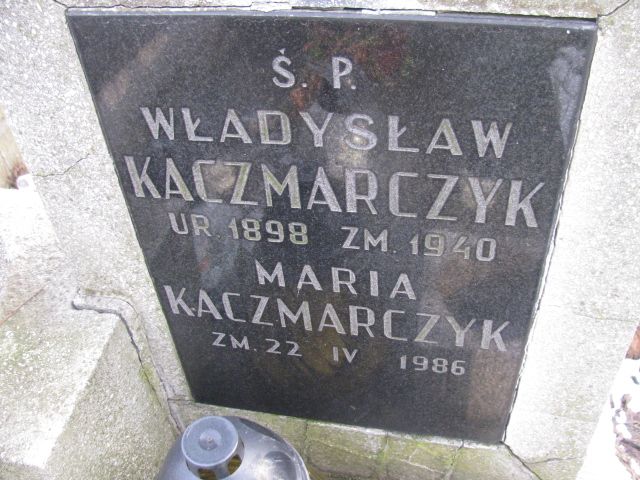 Ś. P.
WŁADYSŁAW
KACZMARCZYK
UR. 1898 ZM. 1940
MARIA
KACZMARCZYK
ZM. 22 IV 1986